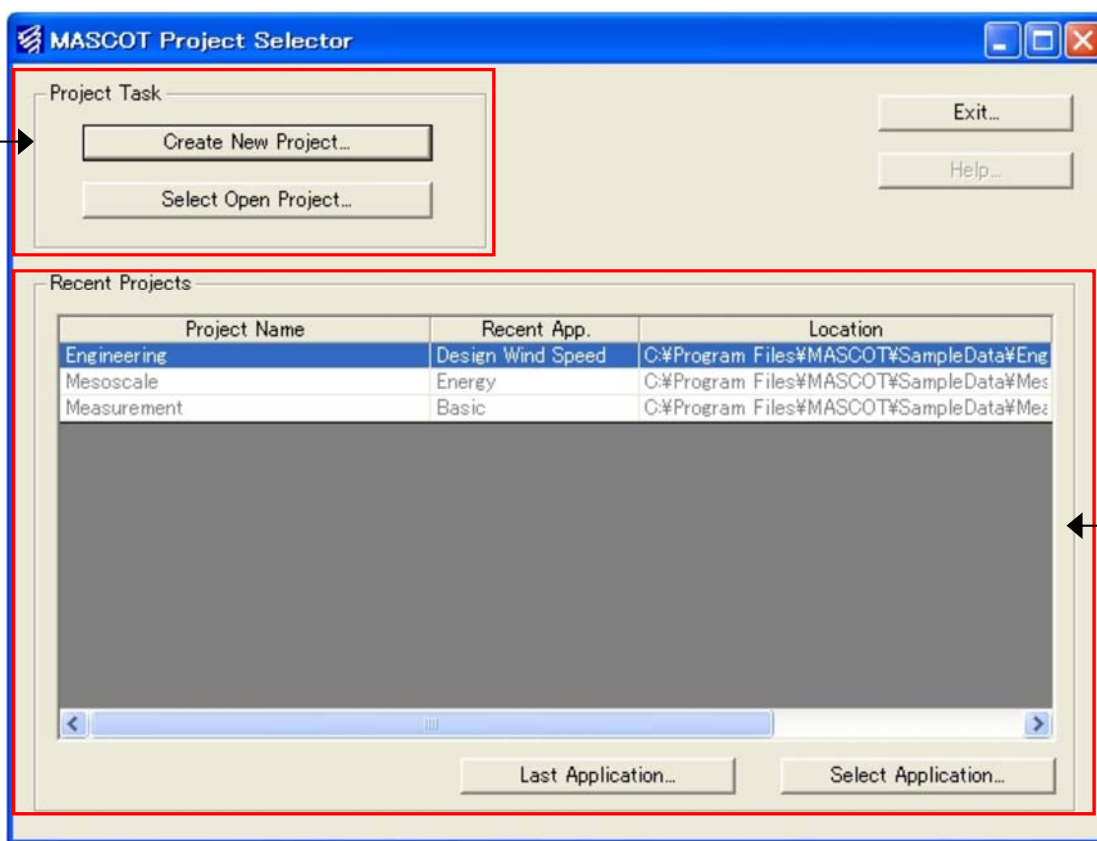 MASCOT Project Selector
Project Task
Create New Project...
Select Open Project...
Exit...
Help...
Recent Projects
Project Name Recent App. Location
Engineering Design Wind Speed C:¥Program Files¥MASCOT¥SampleData¥Eng
Mesoscale Energy C:¥Program Files¥MASCOT¥SampleData¥Mes
Measurement Basic C:¥Program Files¥MASCOT¥SampleData¥Mea
Last Application...
Select Application...